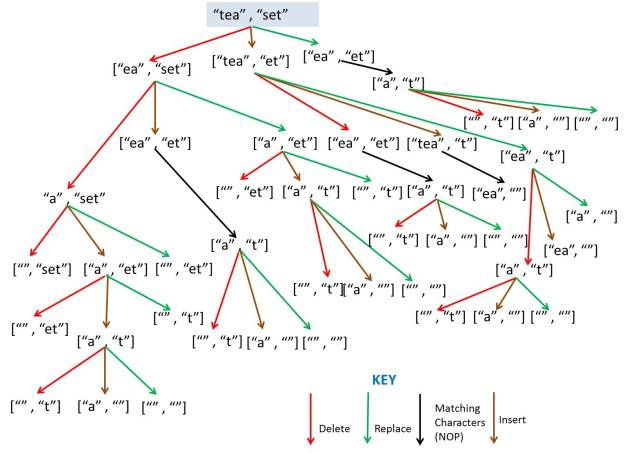 “tea” , “set”
[“ea” , “set”]
[“tea” , “et”]
[“ea” , “et”]
[“a” , “t”]
[“” , “t”] [“a” , “”] [“” , “”]
[“ea” , “et”]
[“a” , “et”]
[“ea” , “et”]
[“tea” , “t”]
[“ea” , “t”]
“a” , “set”
[“” , “et”] [“a” , “t”] [“” , “t”]
[“a” , “t”] [“ea”, “”]
[“a” , “”]
[“” , “t”] [“a” , “”] [“” , “”]
[“ea”, “”]
[“a” , “t”]
[“”, “set”] [“a” , “et”] [“” , “et”]
[“a” , “t”]
[“” , “t”] [“a” , “”] [“” , “”]
[“” , “et”]
[“” , “t”]
[“” , “t”] [“a” , “”] [“” , “”]
[“a” , “t”]
[“” , “t”] [“a” , “”] [“” , “”]
[“” , “t”] [“a” , “”] [“” , “”]
KEY
Delete
Replace
Matching
Characters
(NOP)
Insert